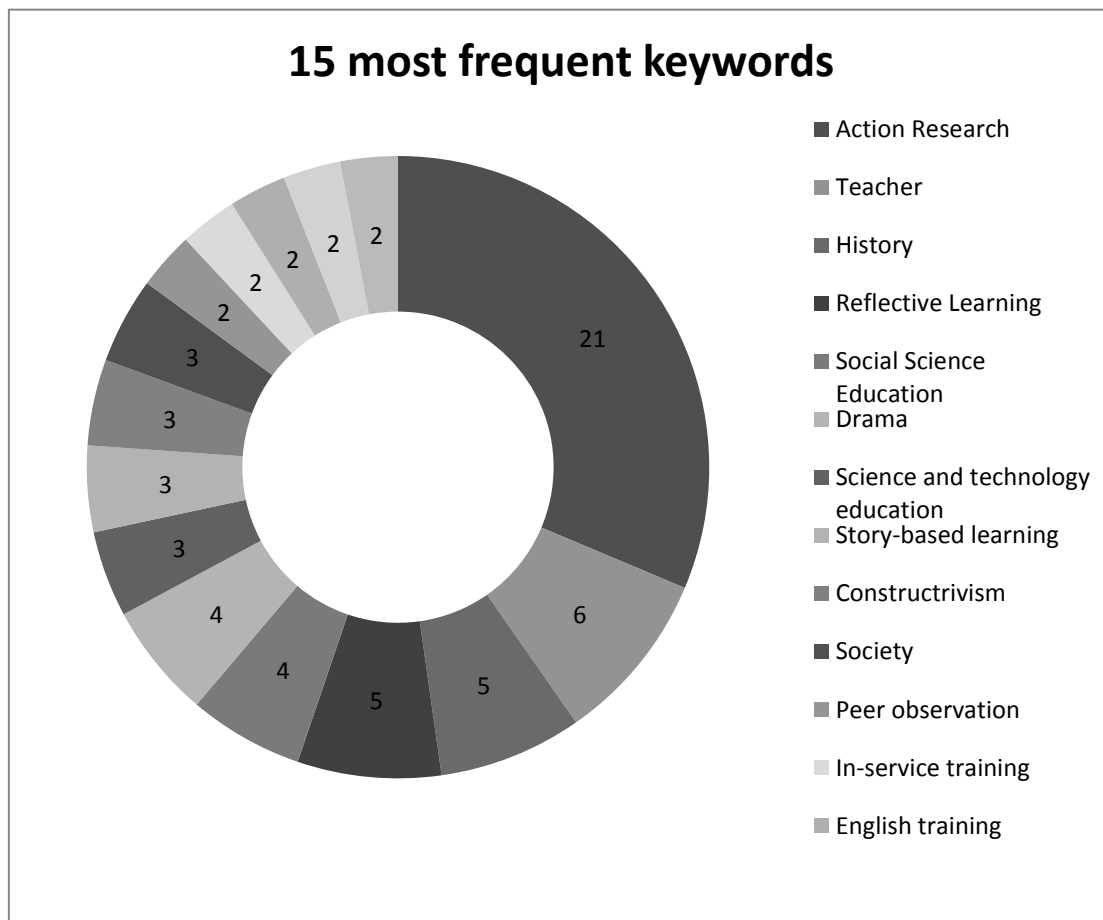 15 most frequent keywords
21
6
5
5
4
4
3
3
3
3
2
2
2
2
2
Action Research
Teacher
History
Reflective Learning
Social Science
Education
Drama
Science and technology
education
Story-based learning
Constructrivism
Society
Peer observation
In-service training
English training